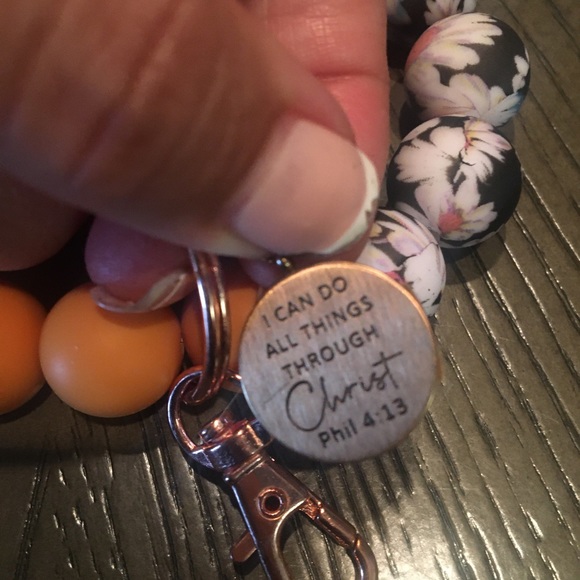 I CAN DO
ALL THINGS
THROUGH
Christ
Phil 4:13